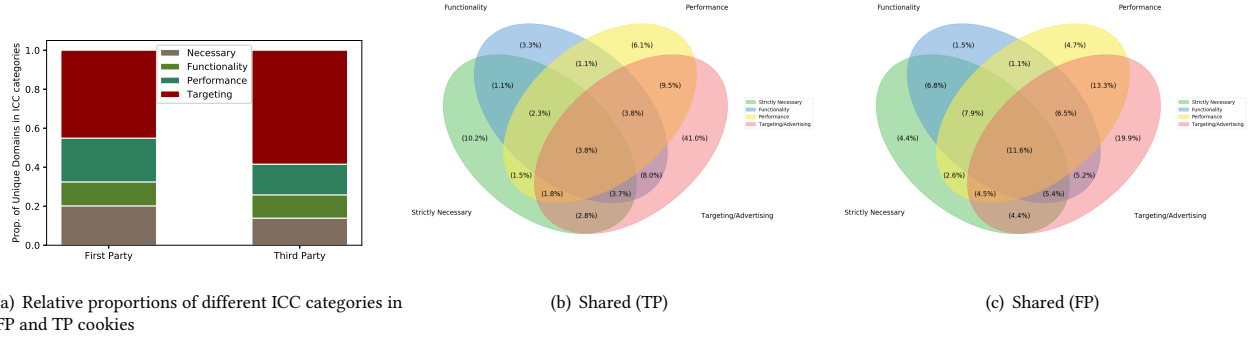 Prop. of Unique Domains in ICC categories
1.0
0.8
0.6
0.4
0.2
0.0
Necessary
Functionality
Performance
Targeting
First Party
Third Party
a) Relative proportions of different ICC categories in
FP and TP cookies
Functionality
Performance
(3.3%)
(6.1%)
(1.1%)
(1.1%)
(9.5%)
(2.3%)
(3.8%)
(10.2%)
(41.0%)
(3.8%)
(1.5%)
(8.0%)
(1.8%)
(3.7%)
(2.8%)
Strictly Necessary
Targeting/Advertising
Strictly Necessary
Functionality
Performance
Targeting/Advertising
(b) Shared (TP)
Functionality
Performance
(1.5%)
(4.7%)
(1.1%)
(6.8%)
(13.3%)
(7.9%)
(6.5%)
(4.4%)
(19.9%)
(11.6%)
(2.6%)
(5.2%)
(4.5%)
(5.4%)
(4.4%)
Strictly Necessary
Targeting/Advertising
Strictly Necessary
Functionality
Performance
Targeting/Advertising
(c) Shared (FP)